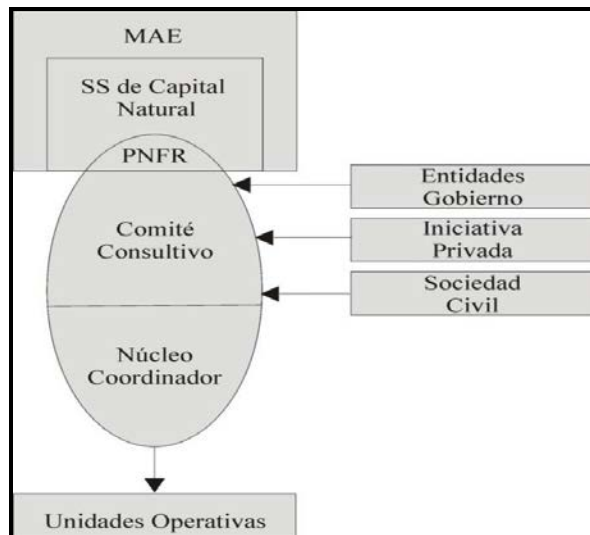 MAE
SS de Capital
Natural
PNFR
Entidades
Gobierno
Comité
Consultivo
Iniciativa
Privada
Sociedad
Civil
Núcleo
Coordinador
Unidades Operativas